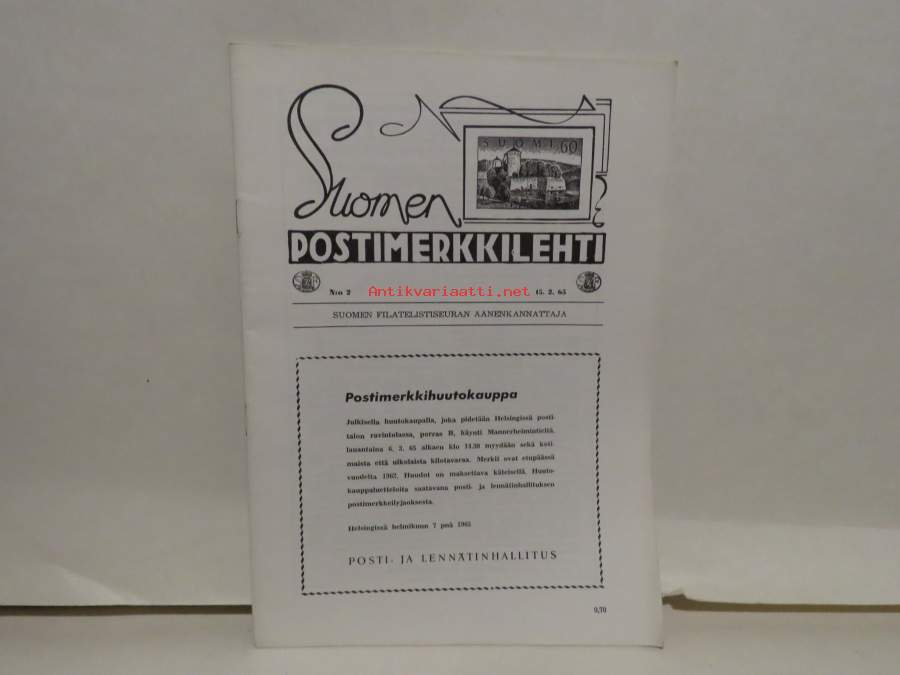 Suomen
SUOMI 60
POSTIMERKKILEHTI
N:o 2 Antikvariaatti.net 15. 2. 65
SUOMEN FILATELISTISEURAN ÄÄNENKANNATTAJA
Postimerkkihuutokauppa
Julkisella huutokaupalla, joka pidetään Helsingissä posti-
talon ravintolassa, porras B, käynti Mannerheimintieltä,
lauantaina 6. 3. 65 alkaen klo 14.30 myydään sekä koti-
maista että ulkolaista kilotavaraa. Merkit ovat etupäässä
vuodelta 1962. Huudot on maksettava käteisellä. Huuto-
kauppaluetteloita saatavana posti- ja lennätinhallituksen
postimerkkeilyjaoksesta.
Helsingissä helmikuun 7 pnä 1965
POSTI- JA LENNÄTINHALLITUS
0,70